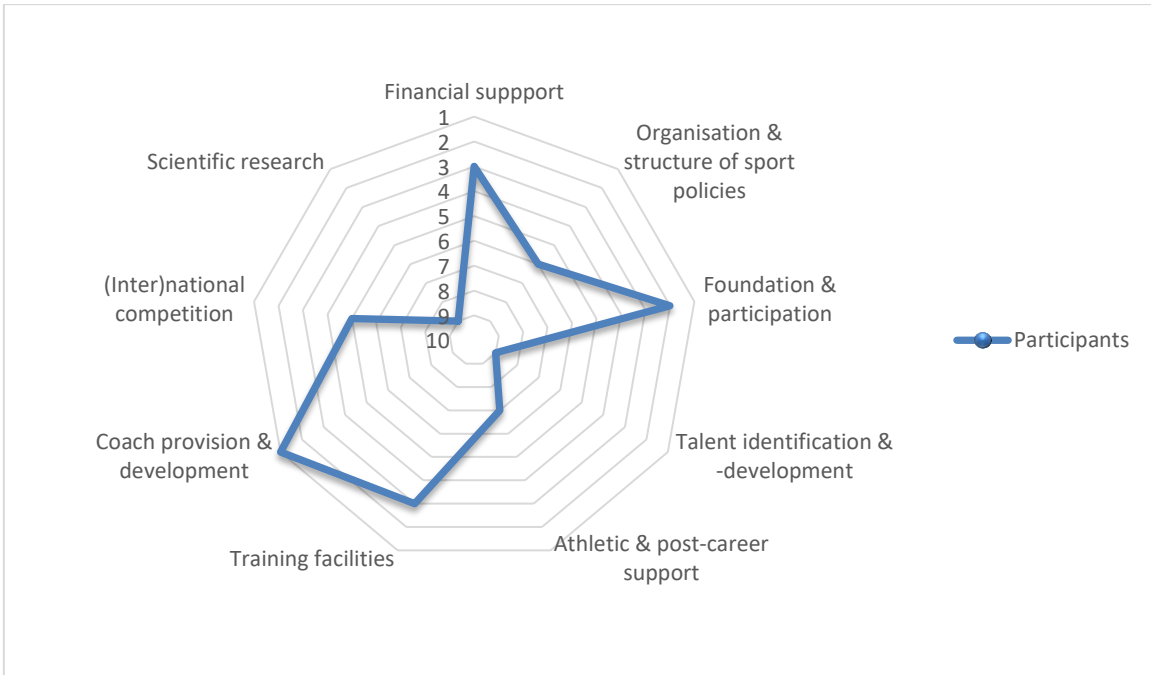 Financial suppport
1
2
3
4
5
6
7
8
9
10
Organisation &
structure of sport
policies
Foundation &
participation
Talent identification &
-development
Athletic & post-career
support
Training facilities
Coach provision &
development
(Inter)national
competition
Scientific research
Participants